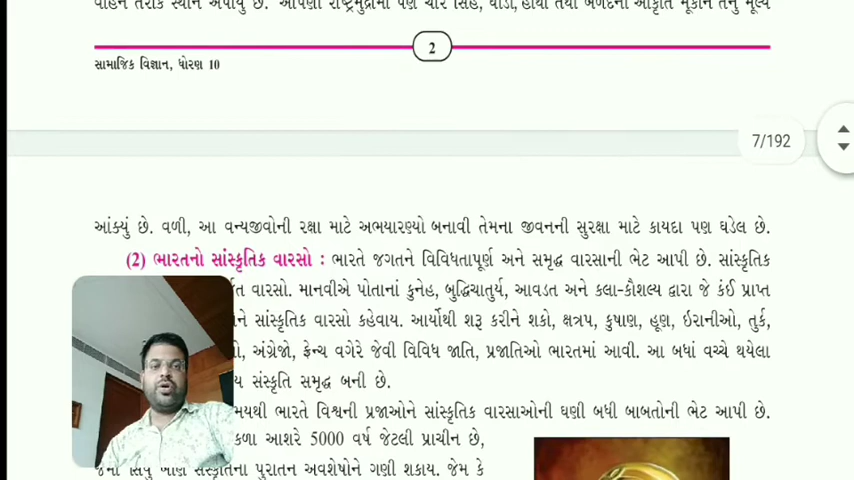 વાહન તરીકે સ્થાન અપાયું છે. આપણી રાષ્ટ્રમુદ્રામાં પણ ચાર સિંહ, ઘોડા, હાથી તથા બળદની આકૃતિ મૂકીને તેનું મૂલ્ય
2
સામાજિક વિજ્ઞાન, ધોરણ 10
7/192
આંક્યું છે. વળી, આ વન્યજીવોની રક્ષા માટે અભયારણ્યો બનાવી તેમના જીવનની સુરક્ષા માટે કાયદા પણ ઘડેલ છે.
(2) ભારતનો સાંસ્કૃતિક વારસો : ભારતે જગતને વિવિધતાપૂર્ણ અને સમૃદ્ધ વારસાની ભેટ આપી છે. સાંસ્કૃતિક
વારસો. માનવીએ પોતાનાં કુનેહ, બુદ્ધિચાતુર્ય, આવડત અને કલા-કૌશલ્ય દ્વારા જે કંઈ પ્રાપ્ત
ને સાંસ્કૃતિક વારસો કહેવાય. આર્યોથી શરૂ કરીને શકો, ક્ષત્રપ, કુષાણ, હૂણ, ઇરાનીઓ, તુર્ક,
અંગ્રેજો, ફ્રેન્ચ વગેરે જેવી વિવિધ જાતિ, પ્રજાતિઓ ભારતમાં આવી. આ બધાં વચ્ચે થયેલા
ય સંસ્કૃતિ સમૃદ્ધ બની છે.
મયથી ભારતે વિશ્વની પ્રજાઓને સાંસ્કૃતિક વારસાઓની ઘણી બધી બાબતોની ભેટ આપી છે.
કળા આશરે 5000 વર્ષ જેટલી પ્રાચીન છે,
સંસ્કૃતિના પુરાતન અવશેષોને ગણી શકાય. જેમ કે